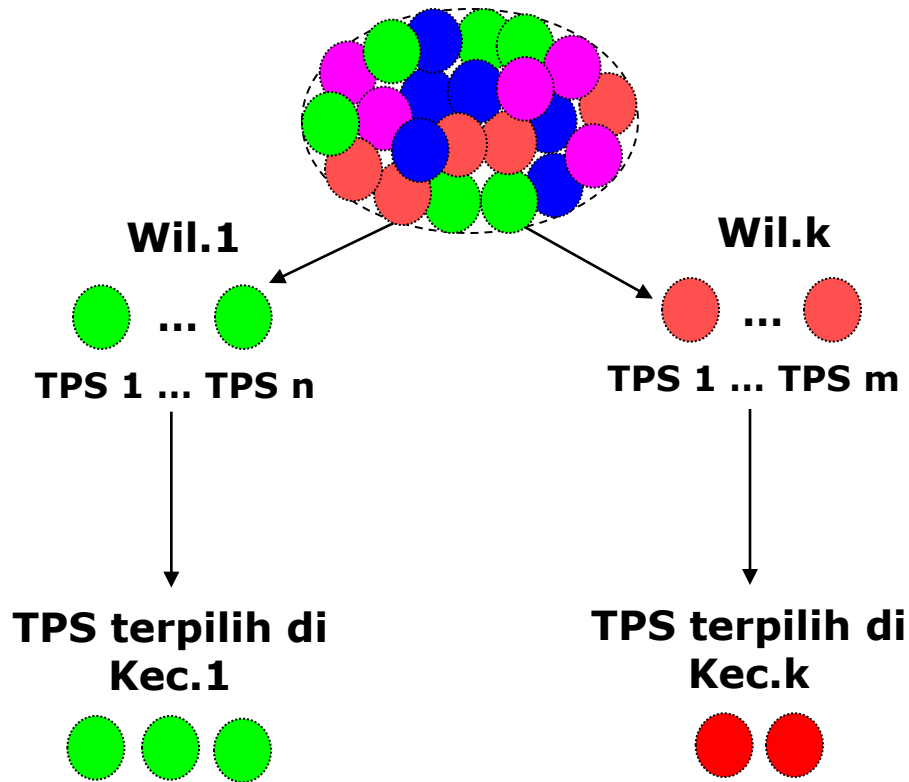 Wil.1
Wil.k
... 
...
TPS 1 ... TPS n
TPS 1 ... TPS m
TPS terpilih di
Kec.1
TPS terpilih di
Kec.k